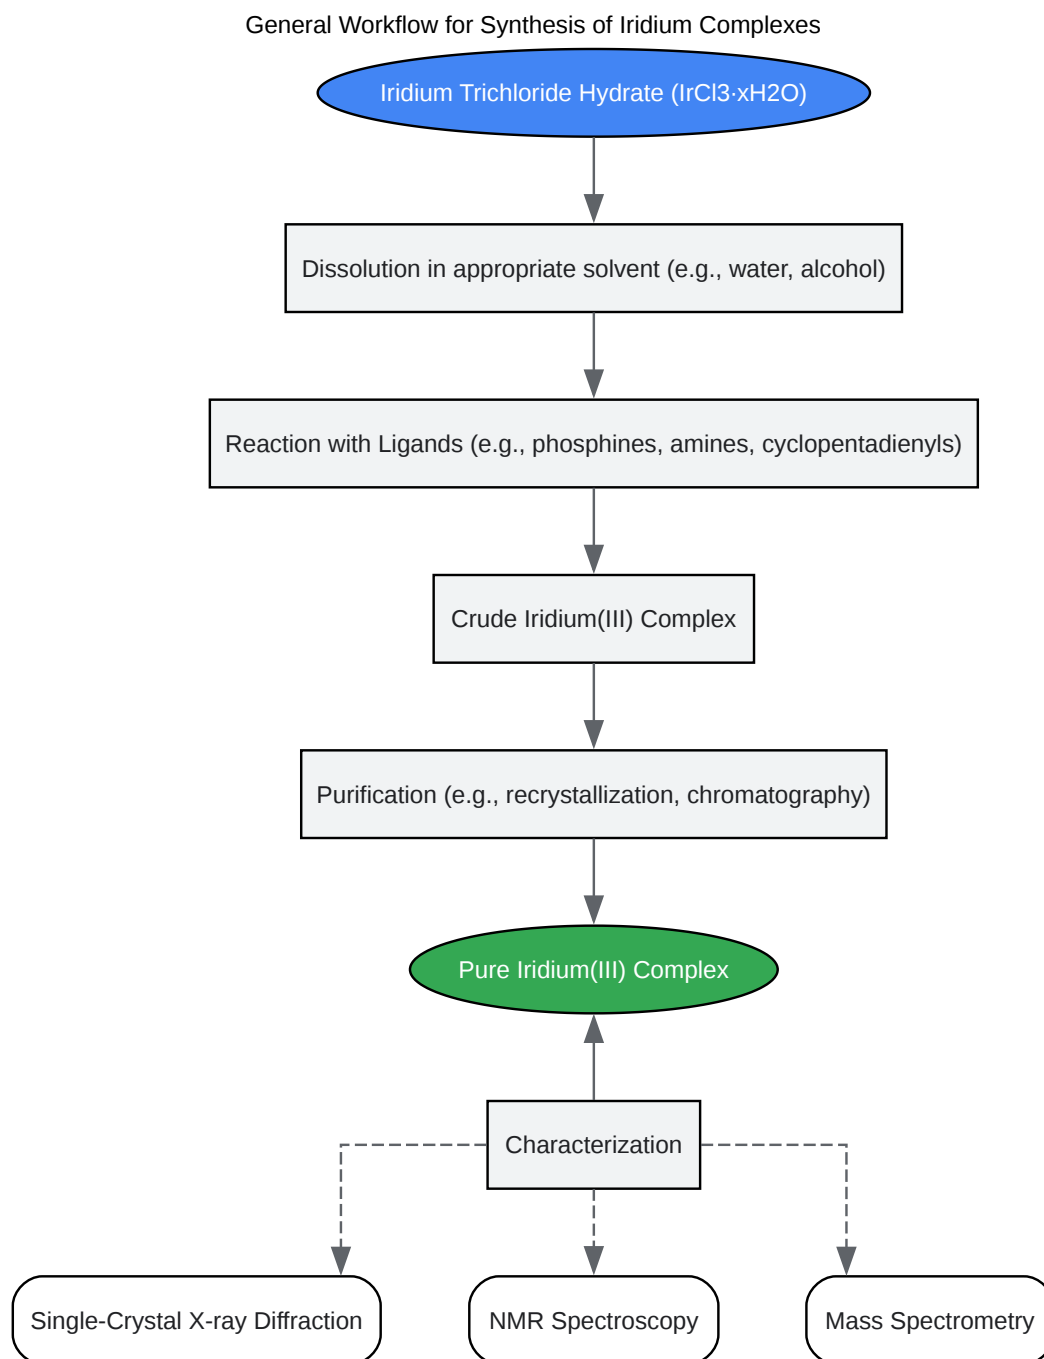 General Workflow for Synthesis of Iridium Complexes
Iridium Trichloride Hydrate (IrCl3·xH2O)
Dissolution in appropriate solvent (e.g., water, alcohol)
Reaction with Ligands (e.g., phosphines, amines, cyclopentadienyls)
Crude Iridium(III) Complex
Purification (e.g., recrystallization, chromatography)
Pure Iridium(III) Complex
Characterization
Single-Crystal X-ray Diffraction
NMR Spectroscopy
Mass Spectrometry